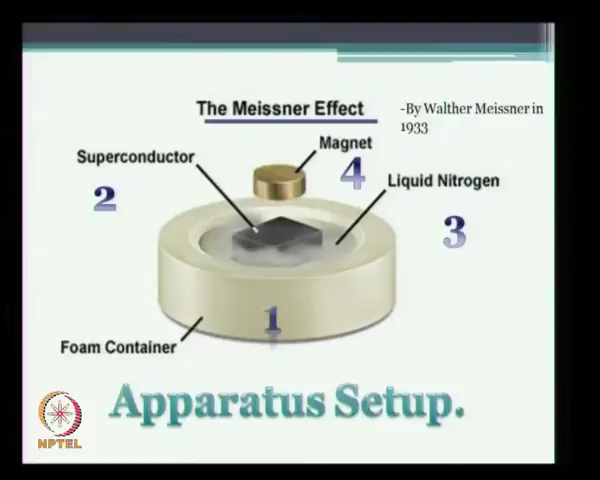 The Meissner Effect
-By Walther Meissner in
1933
Magnet
Superconductor
4
Liquid Nitrogen
2
3
1
Foam Container
Apparatus Setup.
NPTEL